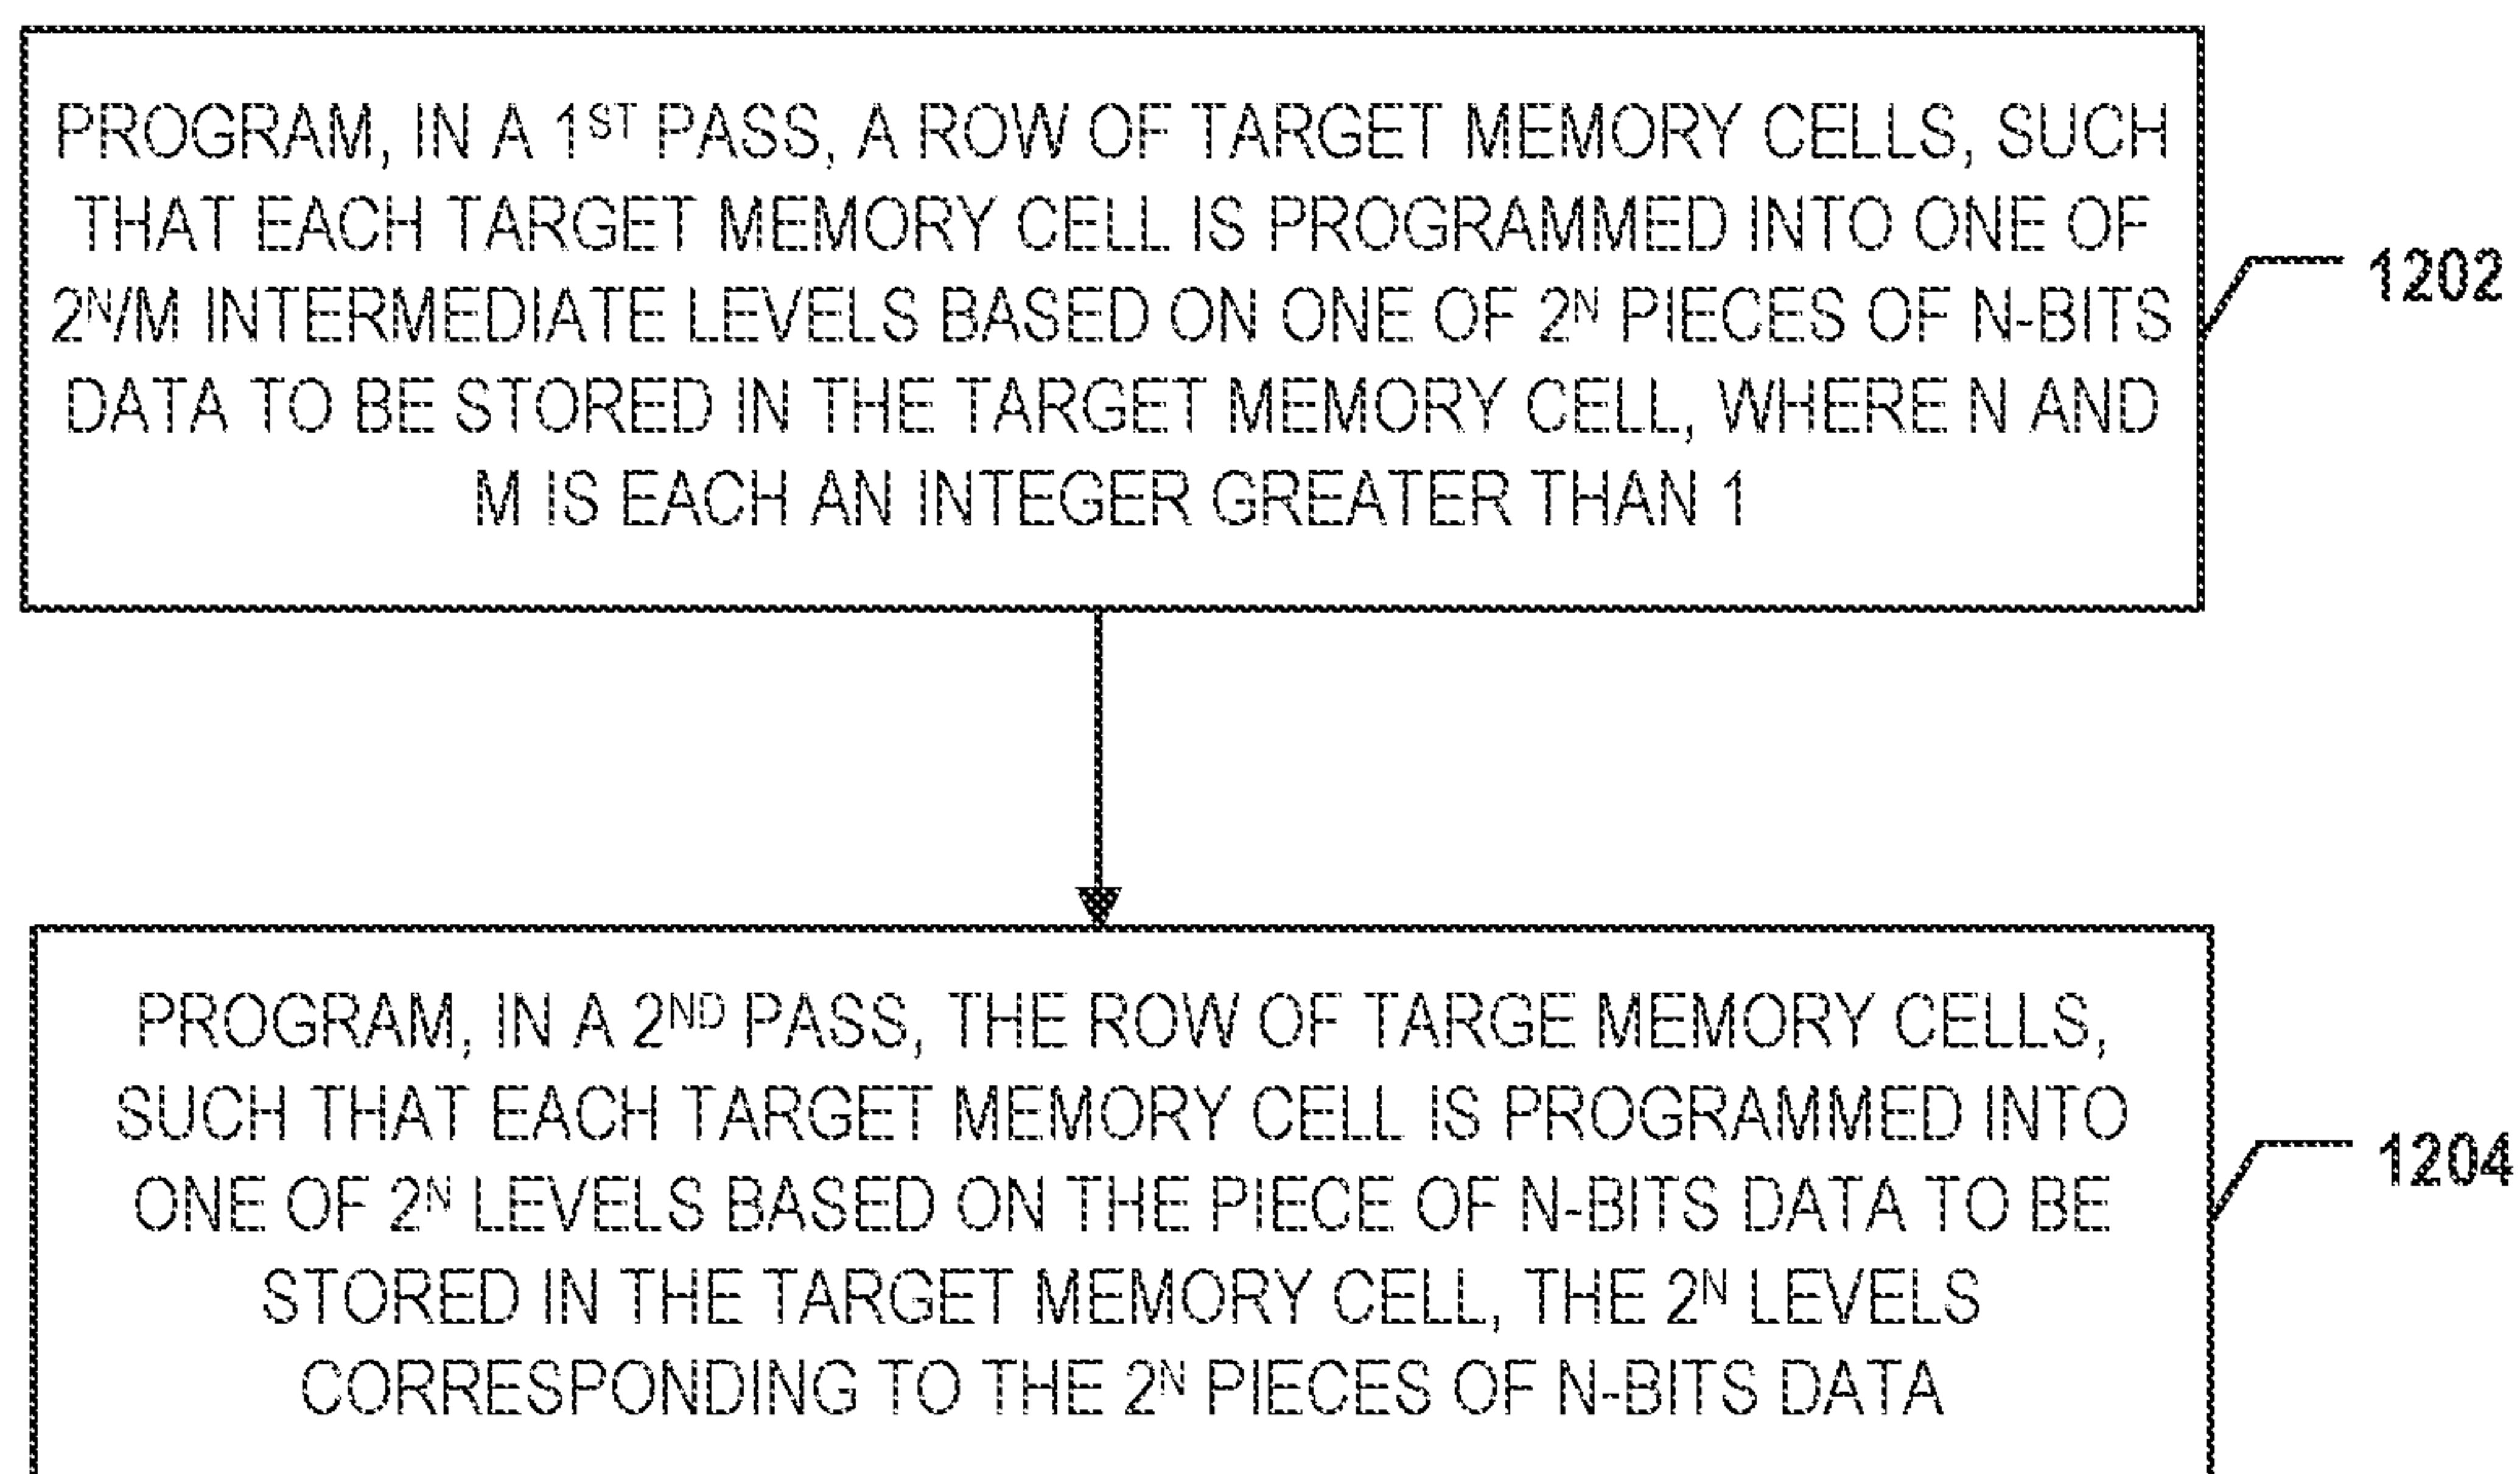 PROGRAM, IN A 1ST PASS, A ROW OF TARGET MEMORY CELLS, SUCH
THAT EACH TARGET MEMORY CELL IS PROGRAMMED INTO ONE OF
2N/M INTERMEDIATE LEVELS BASED ON ONE OF 2N PIECES OF N-BITS
DATA TO BE STORED IN THE TARGET MEMORY CELL, WHERE N AND
M IS EACH AN INTEGER GREATER THAN 1
1202
PROGRAM, IN A 2ND PASS, THE ROW OF TARGE MEMORY CELLS,
SUCH THAT EACH TARGET MEMORY CELL IS PROGRAMMED INTO
ONE OF 2N LEVELS BASED ON THE PIECE OF N-BITS DATA TO BE
STORED IN THE TARGET MEMORY CELL, THE 2N LEVELS
CORRESPONDING TO THE 2N PIECES OF N-BITS DATA
1204